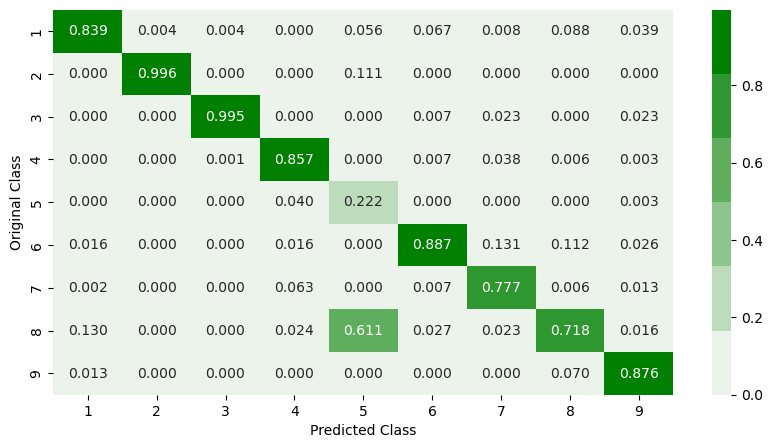 1 0.839 0.004 0.004 0.000 0.056 0.067 0.008 0.088 0.039
2 0.000 0.996 0.000 0.000 0.111 0.000 0.000 0.000 0.000
3 0.000 0.000 0.995 0.000 0.000 0.007 0.023 0.000 0.023
4 0.000 0.000 0.001 0.857 0.000 0.007 0.038 0.006 0.003
5 0.000 0.000 0.000 0.040 0.222 0.000 0.000 0.000 0.003
6 0.016 0.000 0.000 0.016 0.000 0.887 0.131 0.112 0.026
7 0.002 0.000 0.000 0.063 0.000 0.007 0.777 0.006 0.013
8 0.130 0.000 0.000 0.024 0.611 0.027 0.023 0.718 0.016
9 0.013 0.000 0.000 0.000 0.000 0.000 0.000 0.070 0.876
1 2 3 4 5 6 7 8 9
Predicted Class
Original Class
0.8
0.6
0.4
0.2
0.0